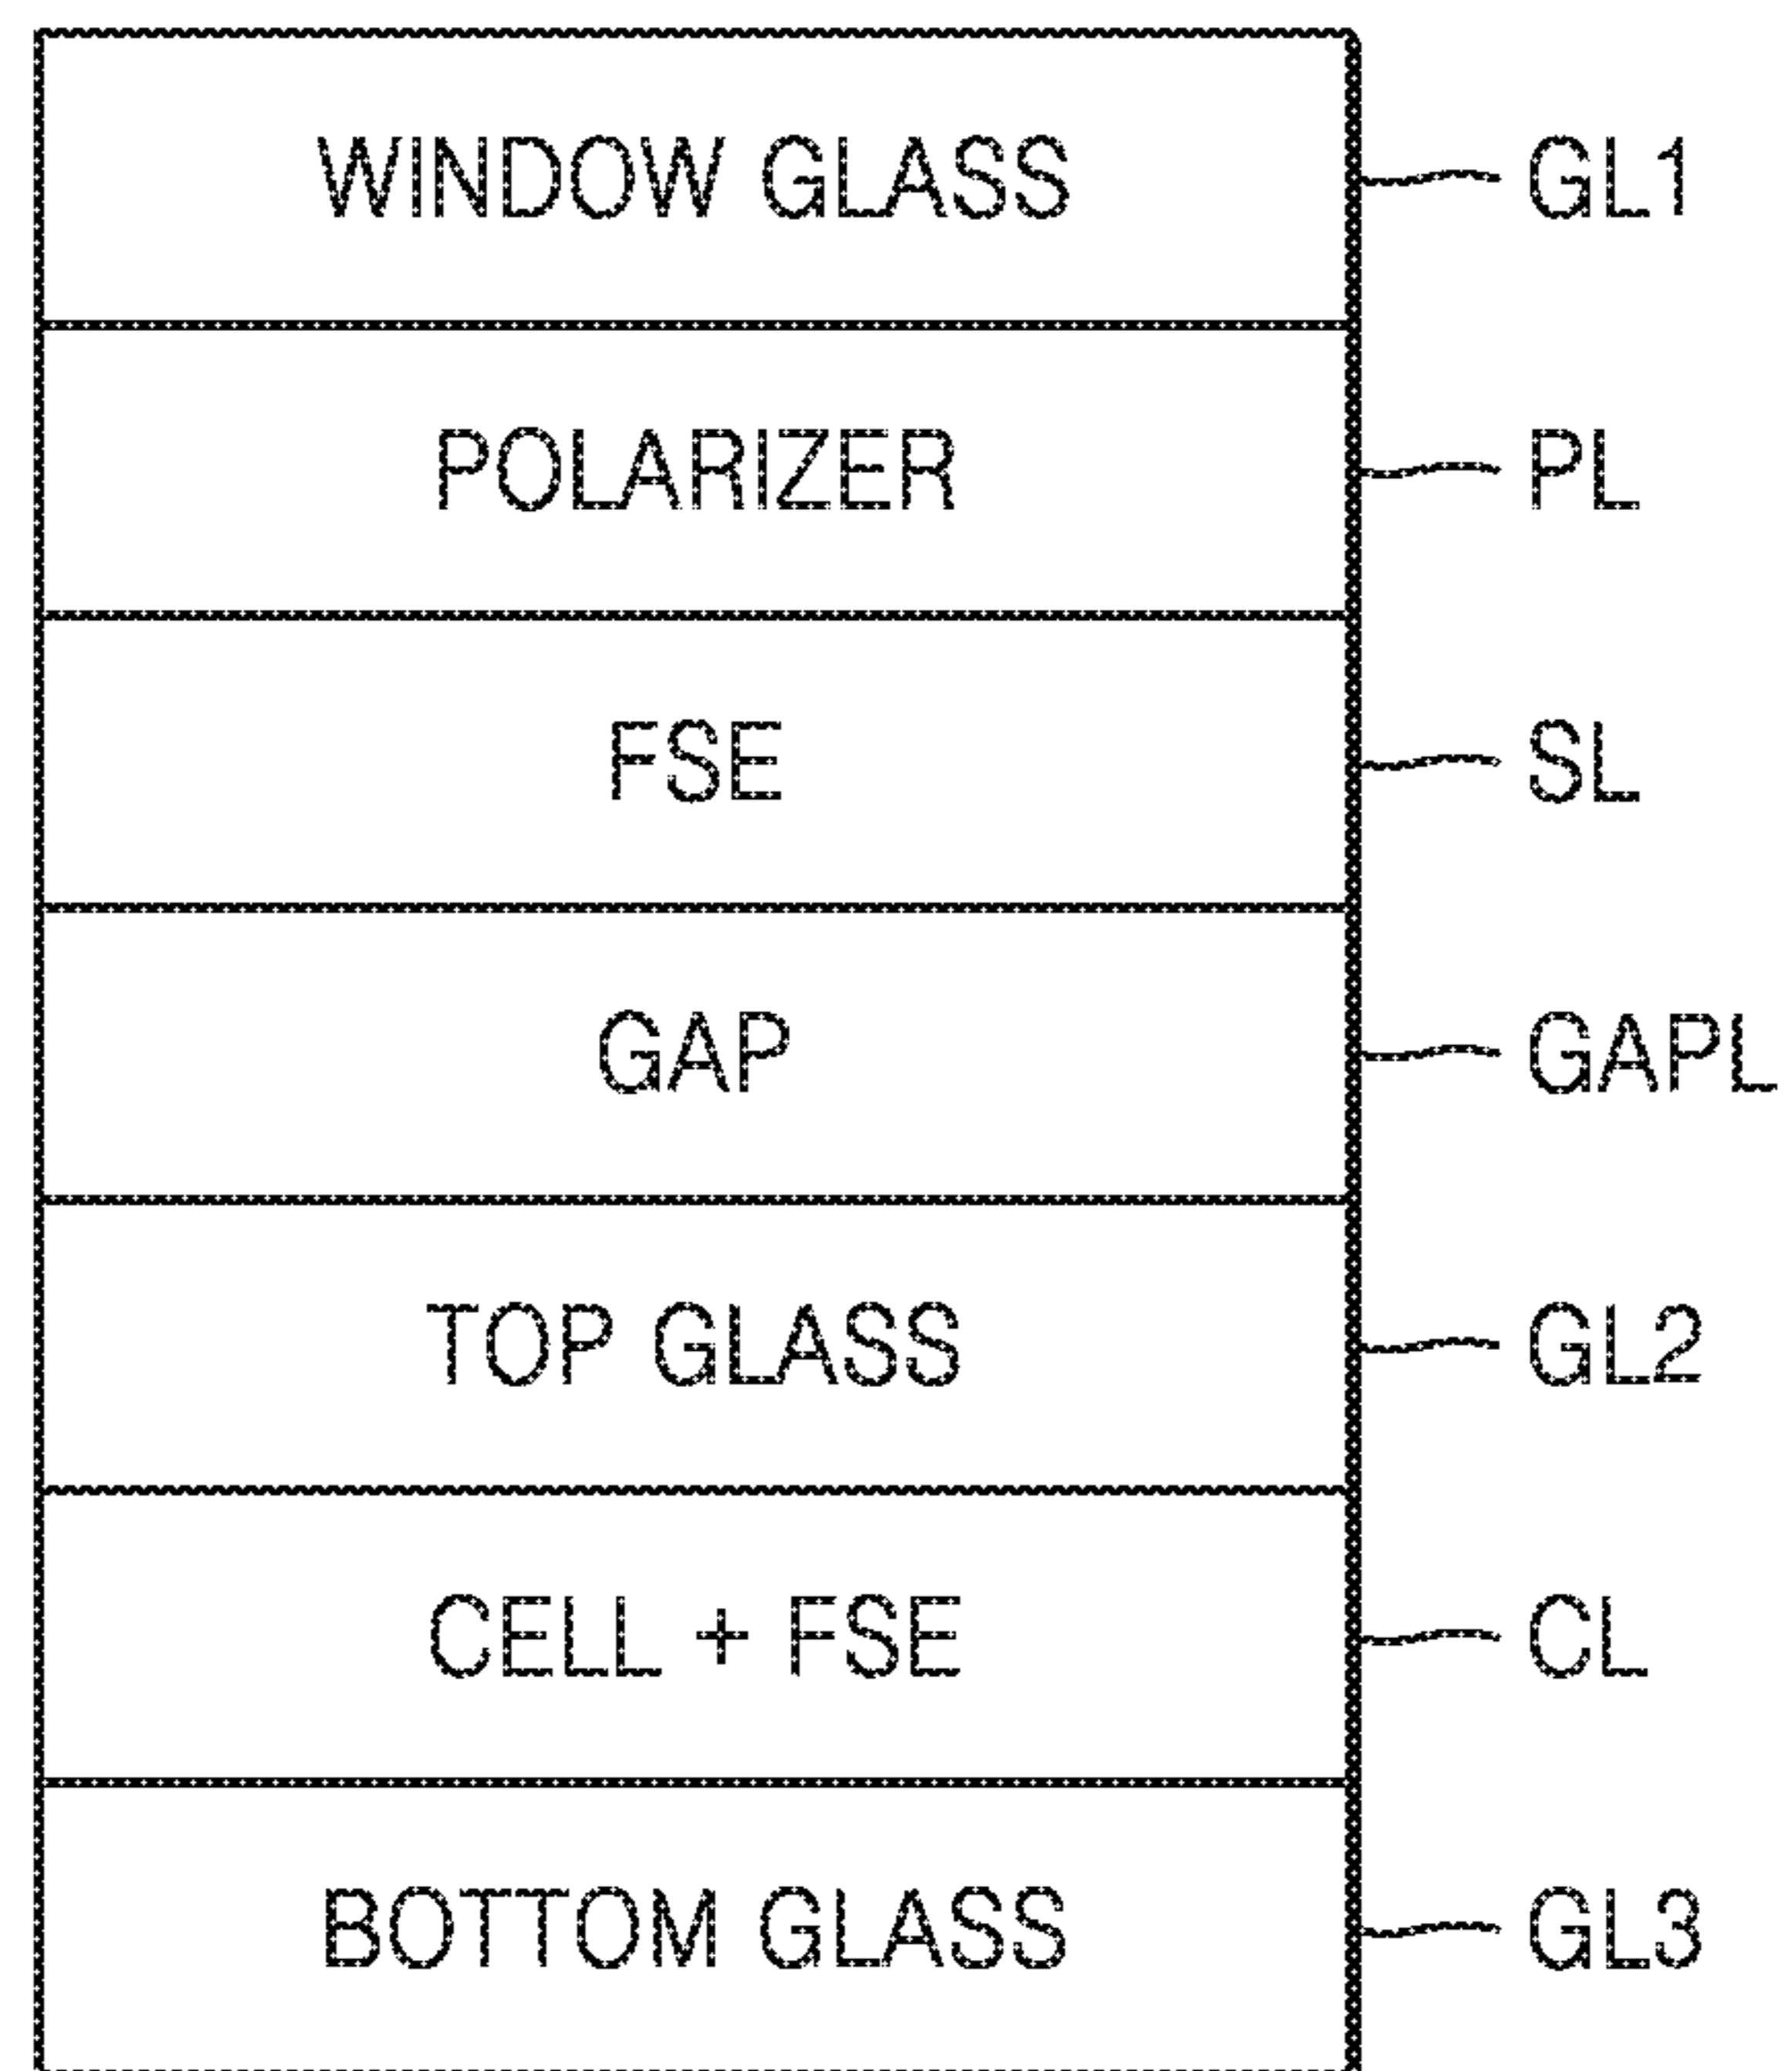 WINDOW GLASS GL1
POLARIZER PL
FSE SL
GAP GAPL
TOP GLASS GL2
CELL + FSE CL
BOTTOM GLASS GL3